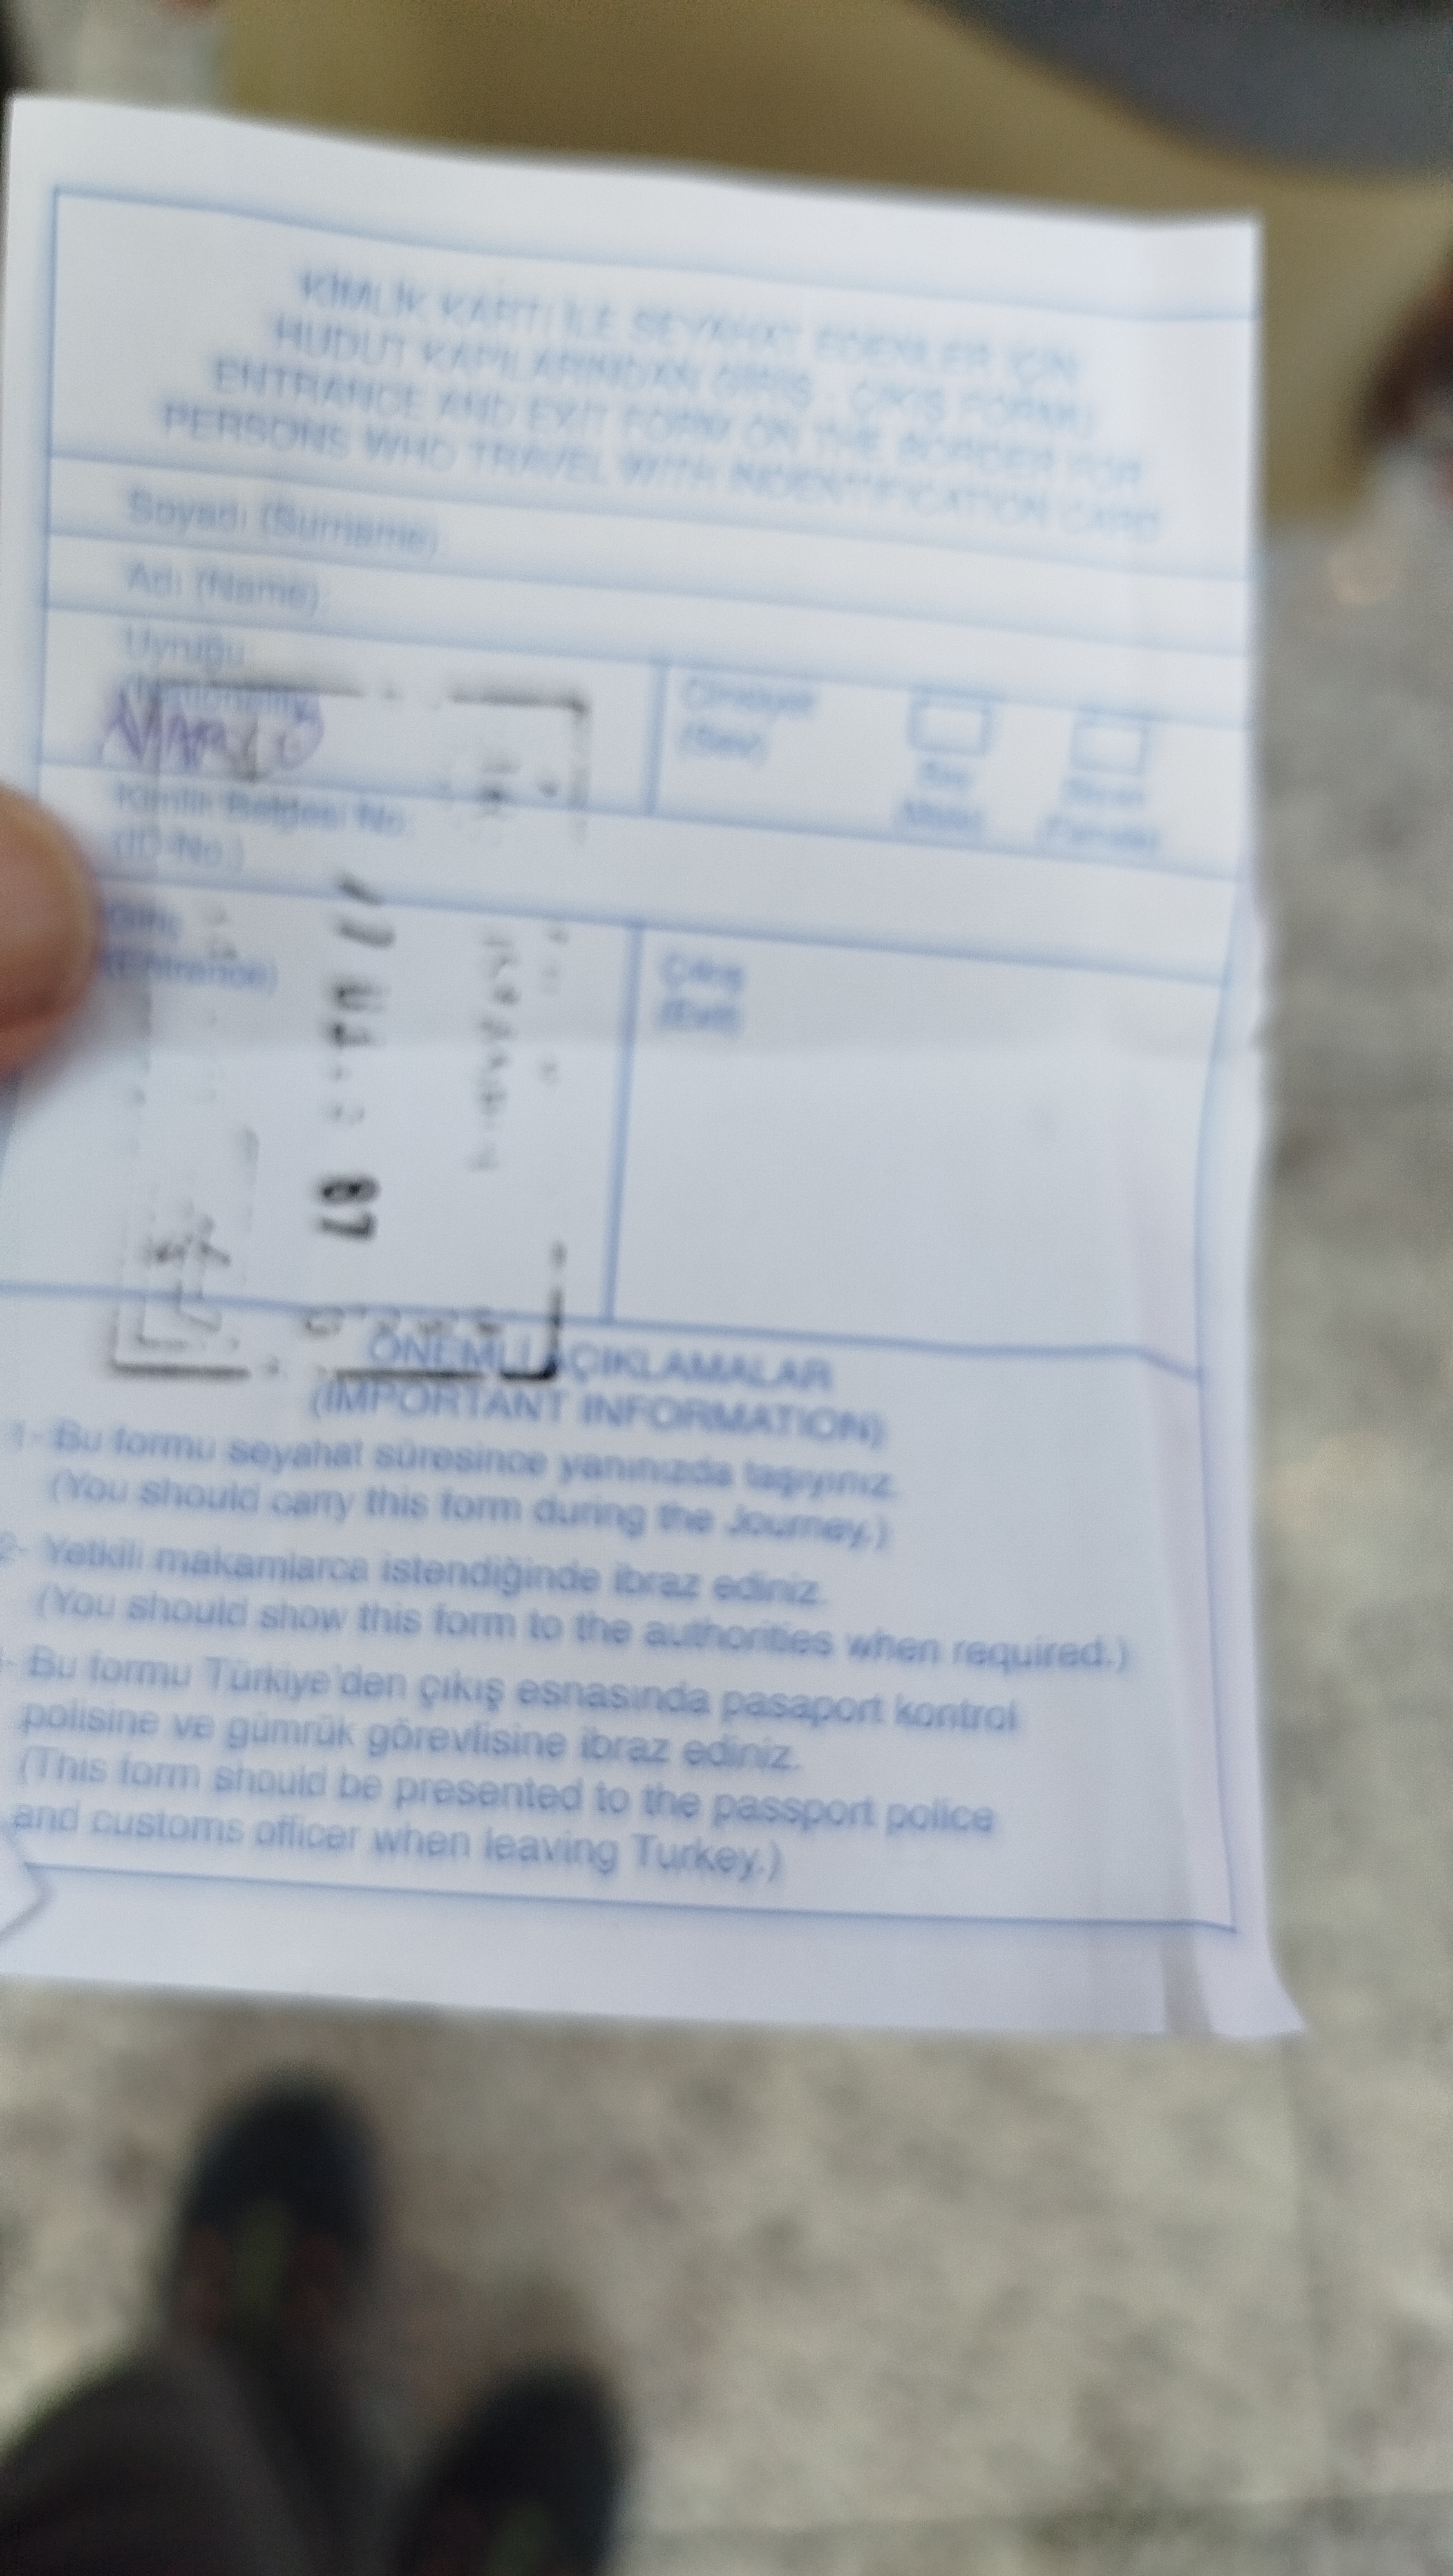 KİMLİK KARTI İLE SEYAHAT EDENLER İÇİN
HUDUT KAPILARINDAN GİRİŞ - ÇIKIŞ FORMU
ENTRANCE AND EXIT FORM ON THE BORDER FOR
PERSONS WHO TRAVEL WITH INDENTIFICATION CARD
Soyadı (Surname)
Adı (Name):
Uyruğu
(Nationality)
Cinsiyet
(Sex)
Bay
(Male)
Bayan
(Female)
Kimlik Belgesi No:
(ID No.)
Giriş
(Entrance)
Çıkış
(Exit)
07
ÖNEMLİ AÇIKLAMALAR
(IMPORTANT INFORMATION)
1- Bu formu seyahat süresince yanınızda taşıyınız.
(You should carry this form during the Journey.)
2- Yetkili makamlarca istendiğinde ibraz ediniz.
(You should show this form to the authorities when required.)
- Bu formu Türkiye'den çıkış esnasında pasaport kontrol
polisine ve gümrük görevlisine ibraz ediniz.
(This form should be presented to the passport police
and customs officer when leaving Turkey.)